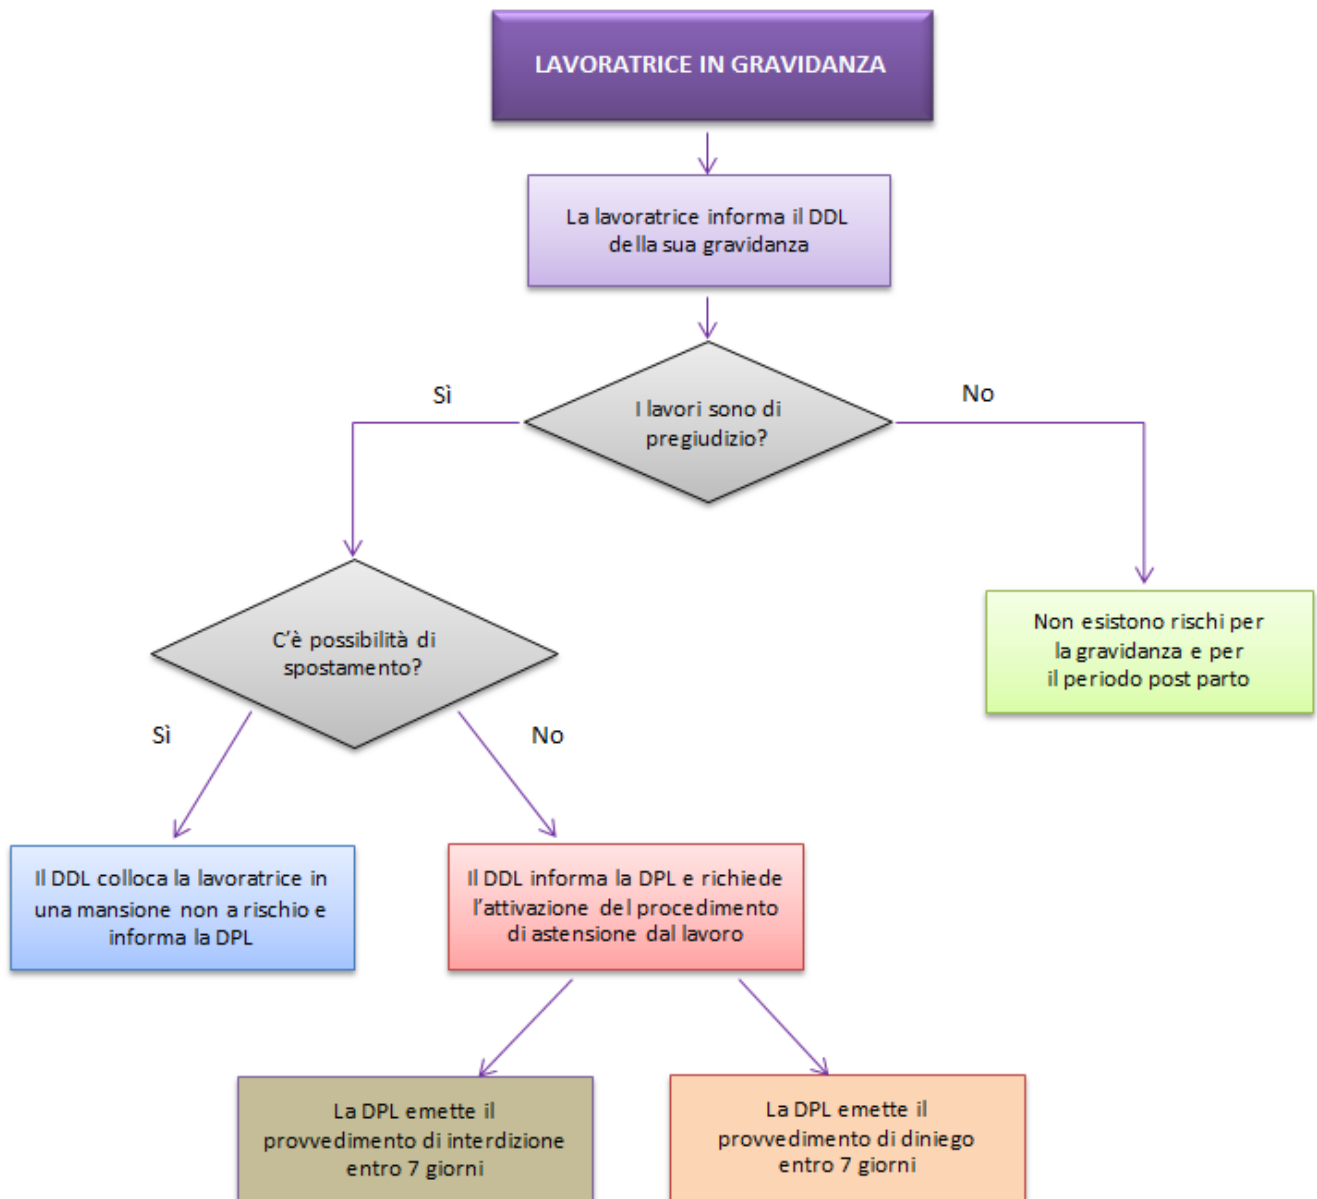 LAVORATRICE IN GRAVIDANZA
La lavoratrice informa il DDL
della sua gravidanza
Sì
No
I lavori sono di
pregiudizio?
C'è possibilità di
spostamento?
Non esistono rischi per
la gravidanza e per
il periodo post parto
Sì
No
Il DDL colloca la lavoratrice in
una mansione non a rischio e
informa la DPL
Il DDL informa la DPL e richiede
l'attivazione del procedimento
di astensione dal lavoro
La DPL emette il
provvedimento di interdizione
entro 7 giorni
La DPL emette il
provvedimento di diniego
entro 7 giorni